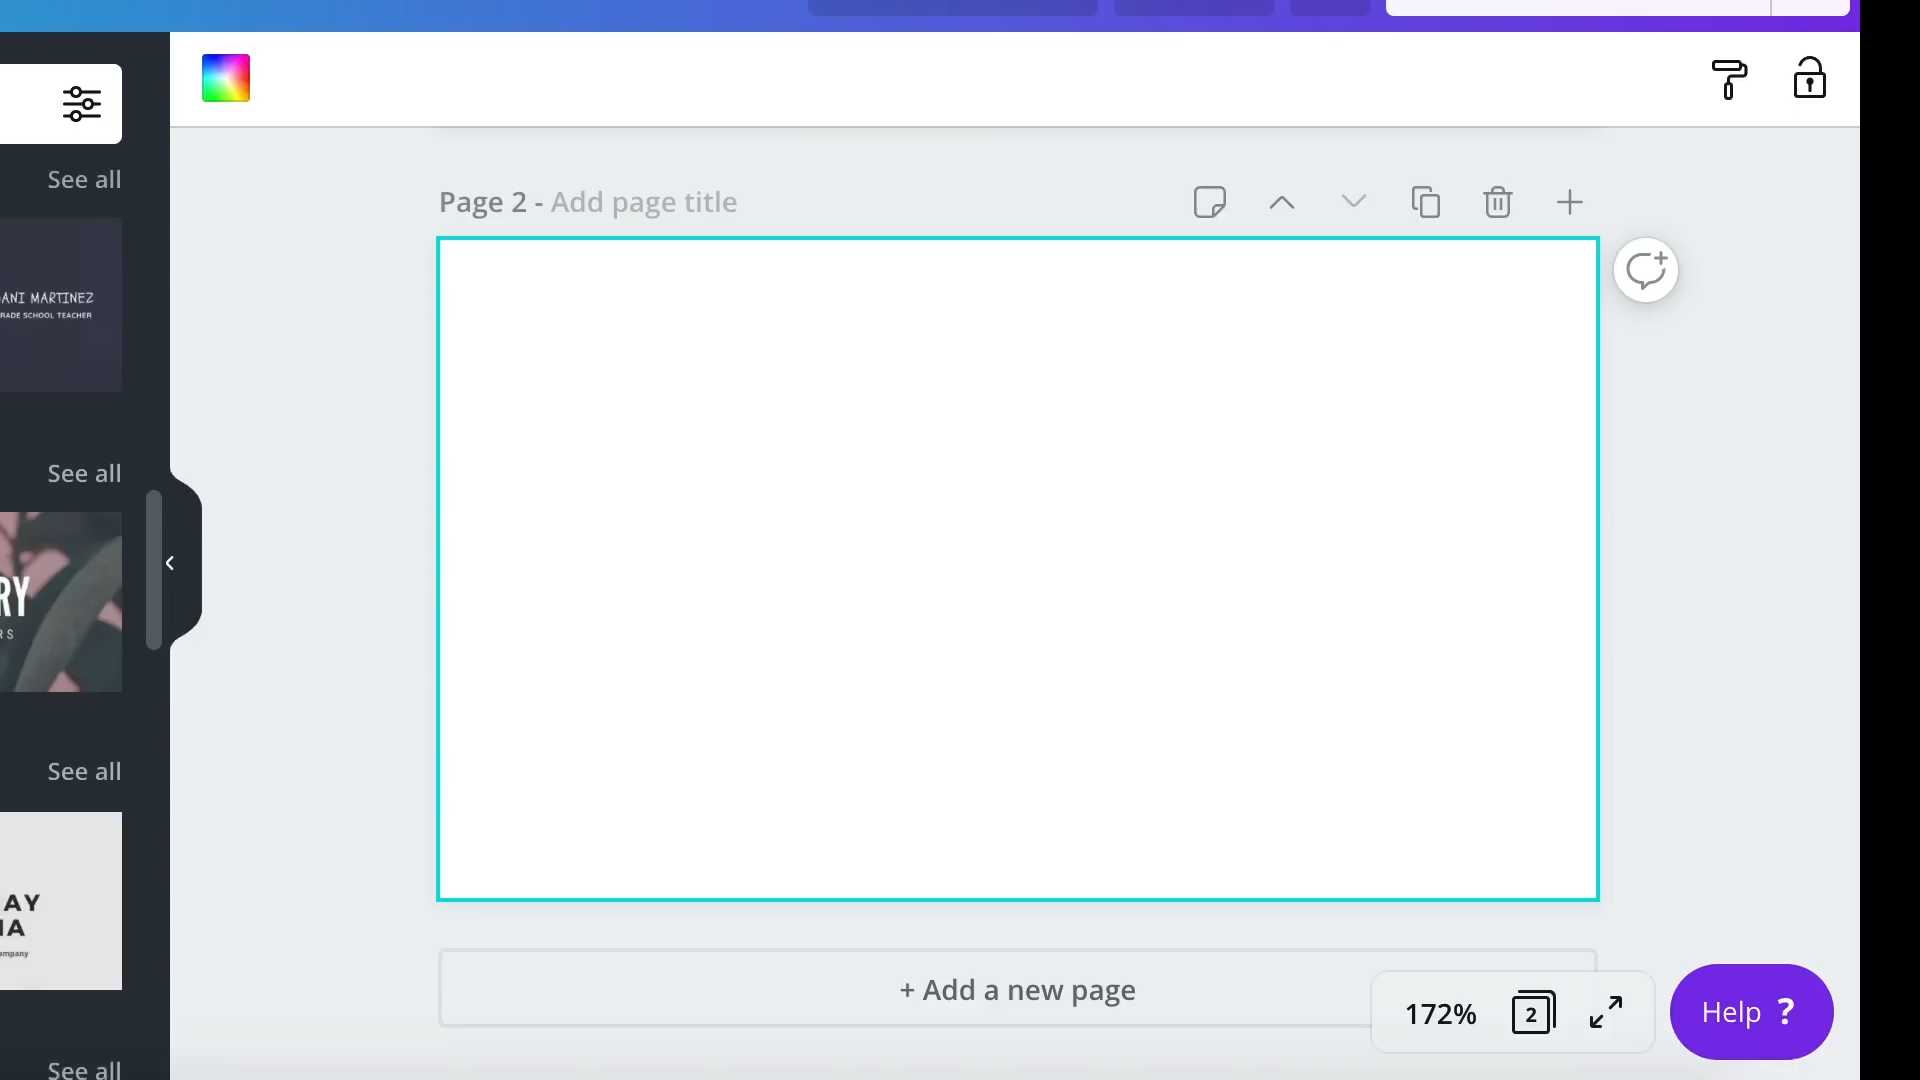 See all
ANI MARTINEZ
RADE SCHOOL TEACHER
See all
RY
RS
See all
AY
IA
ompany
See all
Page 2 - Add page title
+ Add a new page
172%
2
Help ?